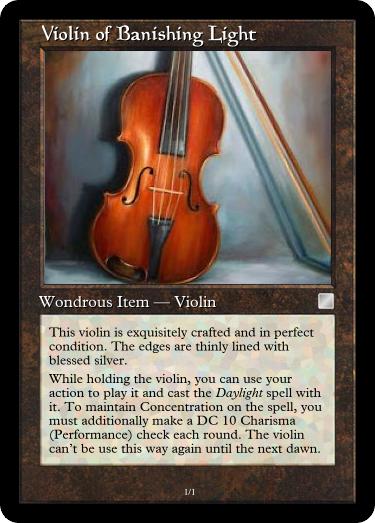 Violin of Banishing Light
Wondrous Item — Violin
This violin is exquisitely crafted and in perfect
condition. The edges are thinly lined with
blessed silver.
While holding the violin, you can use your
action to play it and cast the Daylight spell with
it. To maintain Concentration on the spell, you
must additionally make a DC 10 Charisma
(Performance) check each round. The violin
can't be use this way again until the next dawn.
1/1